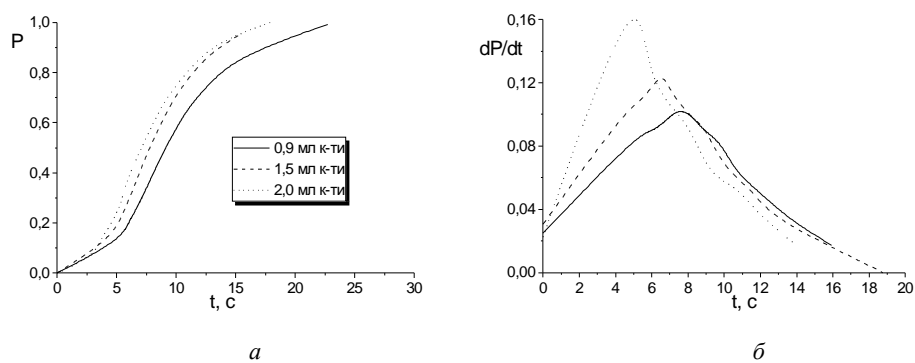 P
1,0
0,8
0,6
0,4
0,2
0,0
0 5 10 15 20 25 30
t, c
0,9 мл к-ти
1,5 мл к-ти
2,0 мл к-ти
а
dP/dt
0,16
0,12
0,08
0,04
0,00
0 2 4 6 8 10 12 14 16 18 20
t, c
б